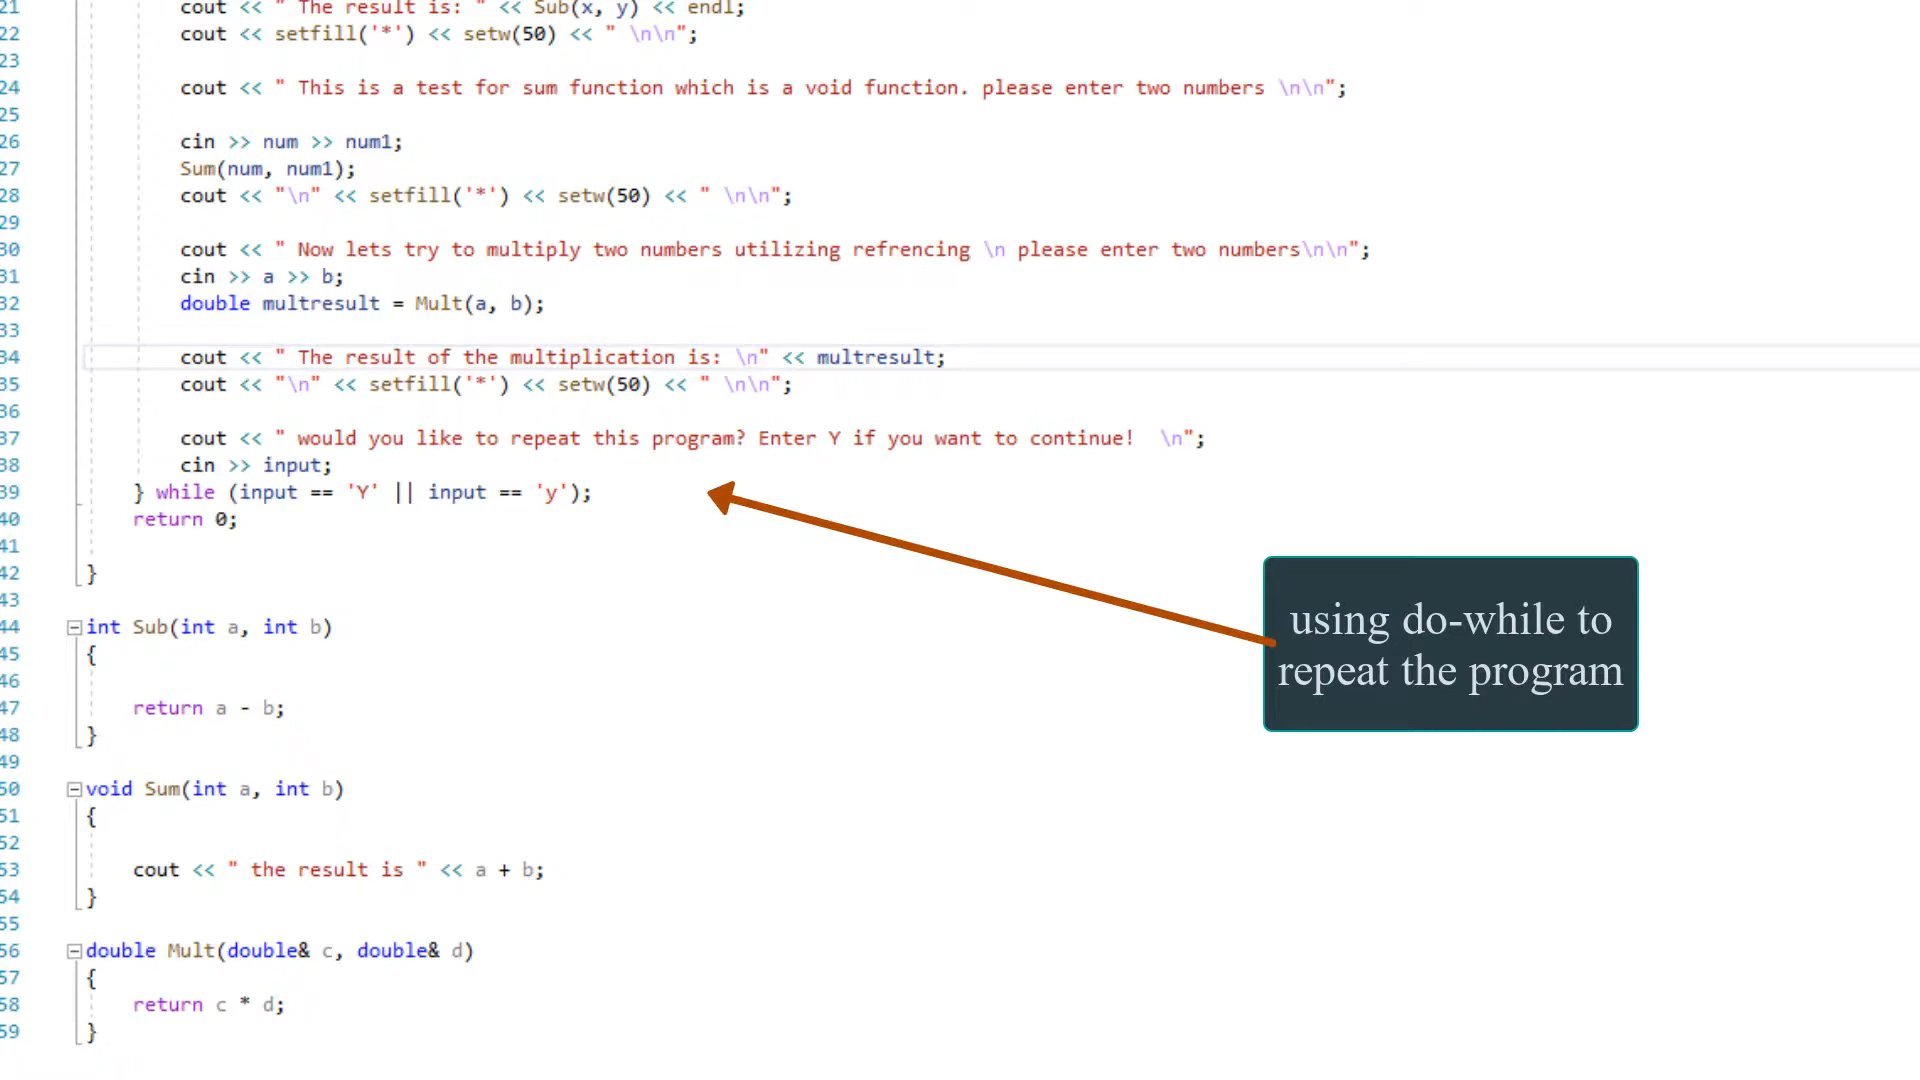 21 cout << " The result is: " << Sub(x, y) << endl;
22 cout << setfill('*') << setw(50) << " \n\n";
23
24 cout << " This is a test for sum function which is a void function. please enter two numbers \n\n";
25
26 cin >> num >> num1;
27 Sum(num, num1);
28 cout << "\n" << setfill('*') << setw(50) << " \n\n";
29
30 cout << " Now lets try to multiply two numbers utilizing refrencing \n please enter two numbers\n\n";
31 cin >> a >> b;
32 double multresult = Mult(a, b);
33
34 cout << " The result of the multiplication is: \n" << multresult;
35 cout << "\n" << setfill('*') << setw(50) << " \n\n";
36
37 cout << " would you like to repeat this program? Enter Y if you want to continue!  \n";
38 cin >> input;
39 } while (input == 'Y' || input == 'y');
40 return 0;
41
42 }
43
44 int Sub(int a, int b)
45 {
46
47 return a - b;
48 }
49
50 void Sum(int a, int b)
51 {
52
53 cout << " the result is " << a + b;
54 }
55
56 double Mult(double& c, double& d)
57 {
58 return c * d;
59 }
using do-while to
repeat the program